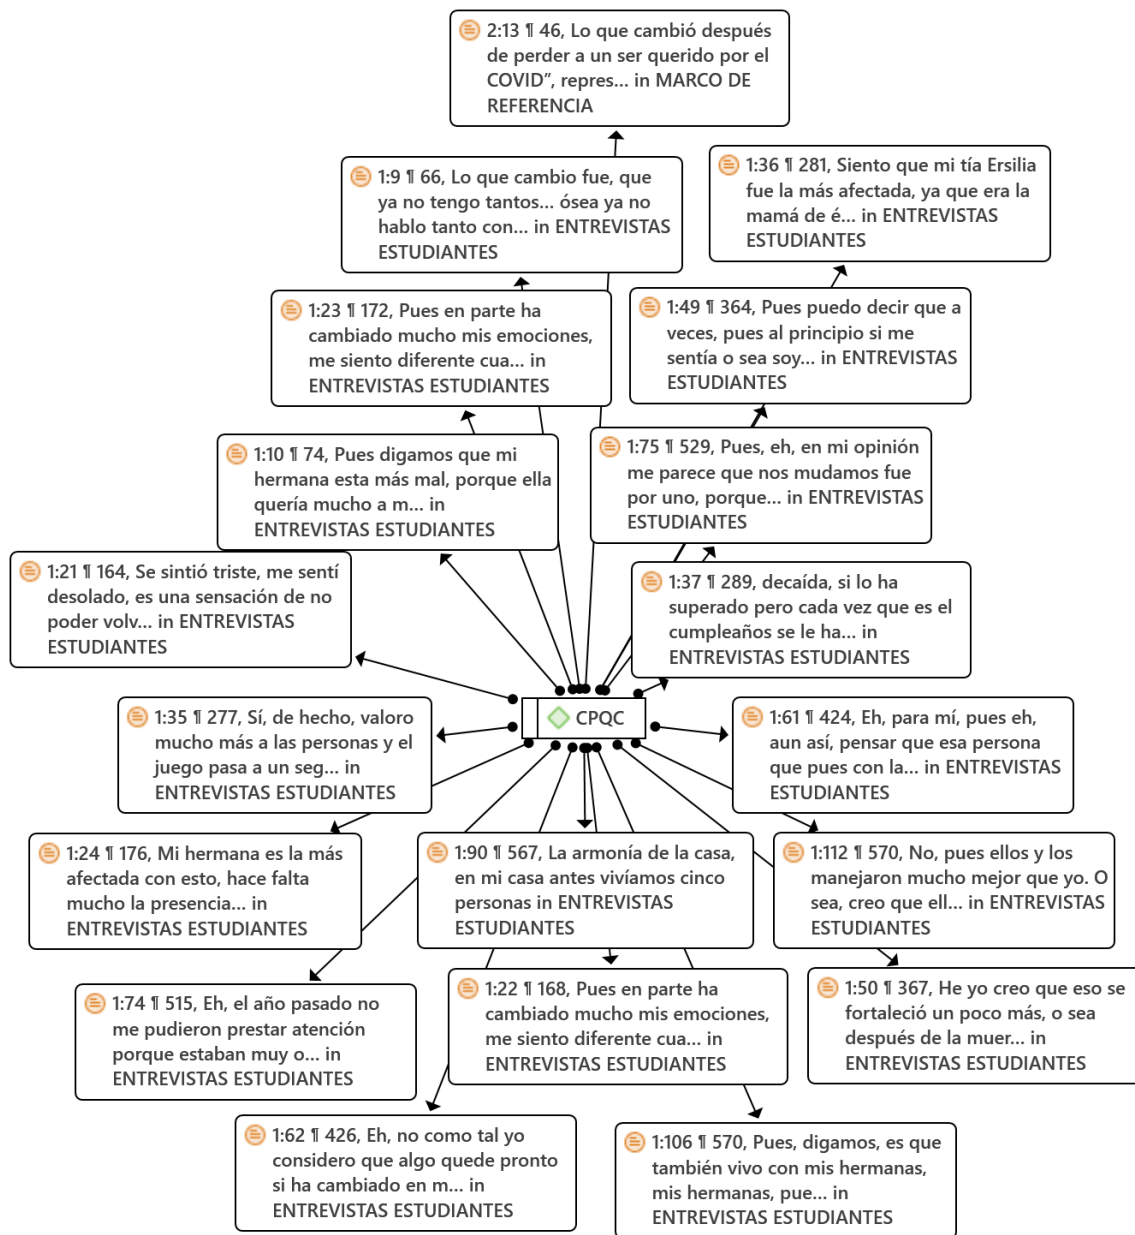 2:13 ¶ 46, Lo que cambió después
de perder a un ser querido por el
COVID”, repres... in MARCO DE
REFERENCIA
1:9 ¶ 66, Lo que cambio fue, que
ya no tengo tantos... ósea ya no
hablo tanto con... in ENTREVISTAS
ESTUDIANTES
1:36 ¶ 281, Siento que mi tía Ersilia
fue la más afectada, ya que era la
mamá de é... in ENTREVISTAS
ESTUDIANTES
1:23 ¶ 172, Pues en parte ha
cambiado mucho mis emociones,
me siento diferente cua... in
ENTREVISTAS ESTUDIANTES
1:49 ¶ 364, Pues puedo decir que a
veces, pues al principio si me
sentía o sea soy... in ENTREVISTAS
ESTUDIANTES
1:10 ¶ 74, Pues digamos que mi
hermana esta más mal, porque ella
quería mucho a m... in
ENTREVISTAS ESTUDIANTES
1:75 ¶ 529, Pues, eh, en mi opinión
me parece que nos mudamos fue
por uno, porque... in ENTREVISTAS
ESTUDIANTES
1:21 ¶ 164, Se sintió triste, me sentí
desolado, es una sensación de no
poder volv... in ENTREVISTAS
ESTUDIANTES
1:37 ¶ 289, decaída, si lo ha
superado pero cada vez que es el
cumpleaños se le ha... in
ENTREVISTAS ESTUDIANTES
CPQC
1:35 ¶ 277, Sí, de hecho, valoro
mucho más a las personas y el
juego pasa a un seg... in
ENTREVISTAS ESTUDIANTES
1:61 ¶ 424, Eh, para mí, pues eh,
aun así, pensar que esa persona
que pues con la... in ENTREVISTAS
ESTUDIANTES
1:24 ¶ 176, Mi hermana es la más
afectada con esto, hace falta
mucho la presencia... in
ENTREVISTAS ESTUDIANTES
1:90 ¶ 567, La armonía de la casa,
en mi casa antes vivíamos cinco
personas in ENTREVISTAS
ESTUDIANTES
1:112 ¶ 570, No, pues ellos y los
manejaron mucho mejor que yo. O
sea, creo que ell... in ENTREVISTAS
ESTUDIANTES
1:74 ¶ 515, Eh, el año pasado no
me pudieron prestar atención
porque estaban muy o... in
ENTREVISTAS ESTUDIANTES
1:22 ¶ 168, Pues en parte ha
cambiado mucho mis emociones,
me siento diferente cua... in
ENTREVISTAS ESTUDIANTES
1:50 ¶ 367, He yo creo que eso se
fortaleció un poco más, o sea
después de la muer... in
ENTREVISTAS ESTUDIANTES
1:62 ¶ 426, Eh, no como tal yo
considero que algo quede pronto
si ha cambiado en m... in
ENTREVISTAS ESTUDIANTES
1:106 ¶ 570, Pues, digamos, es que
también vivo con mis hermanas,
mis hermanas, pue... in
ENTREVISTAS ESTUDIANTES